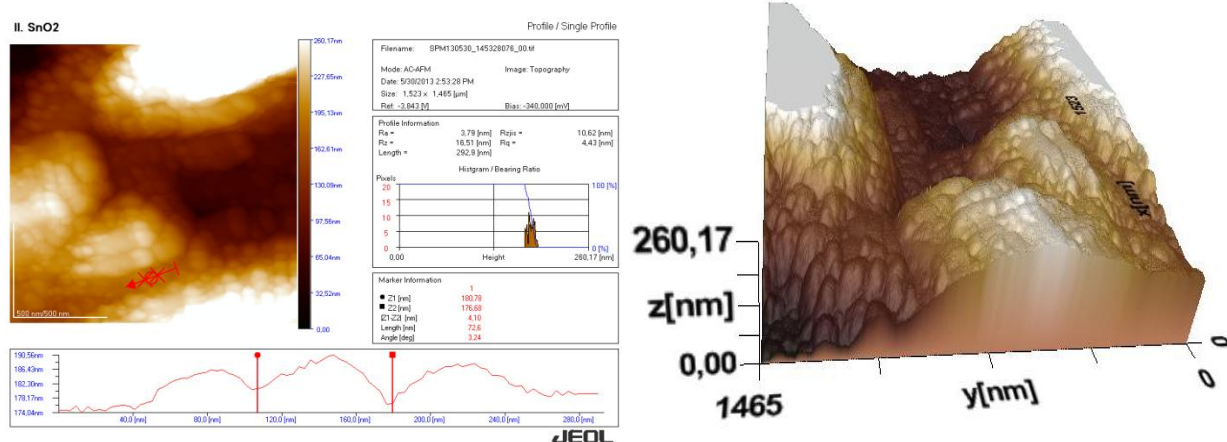 II. SnO2
Profile / Single Profile
260,17nm
227,65nm
195,13nm
162,61nm
130,09nm
97,56nm
65,04nm
32,52nm
0,00
500 nm/500 nm
Filename: SPM130530_145328076_00.tif
Mode: AC-AFM Image: Topography
Date: 5/30/2013 2:53:28 PM
Size: 1,523 x 1,465 [µm]
Ref: -3,843 [V] Bias: -340,000 [mV]
Profile Information
Ra = 3,79 [nm] Rzjis = 10,62 [nm]
Rz = 16,51 [nm] Rq = 4,43 [nm]
Length = 292,9 [nm]
Histgram / Bearing Ratio
Pixels
20
15
10
5
0
100 [%]
0 [%]
0,00 Height 260,17 [nm]
Marker Information
1
Z1 [nm] 180,78
Z2 [nm] 176,68
|Z1-Z2| [nm] 4,10
Length [nm] 72,6
Angle [deg] 3,24
190,56nm
186,43nm
182,30nm
178,17nm
174,04nm
40,0 [nm] 80,0 [nm] 120,0 [nm] 160,0 [nm] 200,0 [nm] 240,0 [nm] 280,0 [nm]
JEOL
1523
x[nm]
260,17
z[nm]
0,00
1465
y[nm]
0
0